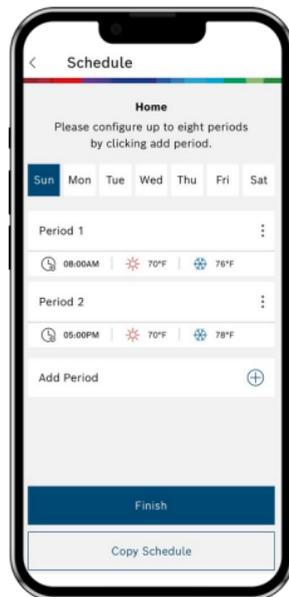 Schedule
Home
Please configure up to eight periods
by clicking add period.
Sun Mon Tue Wed Thu Fri Sat
Period 1
08:00AM 70°F 76°F
Period 2
05:00PM 70°F 78°F
Add Period
Finish
Copy Schedule